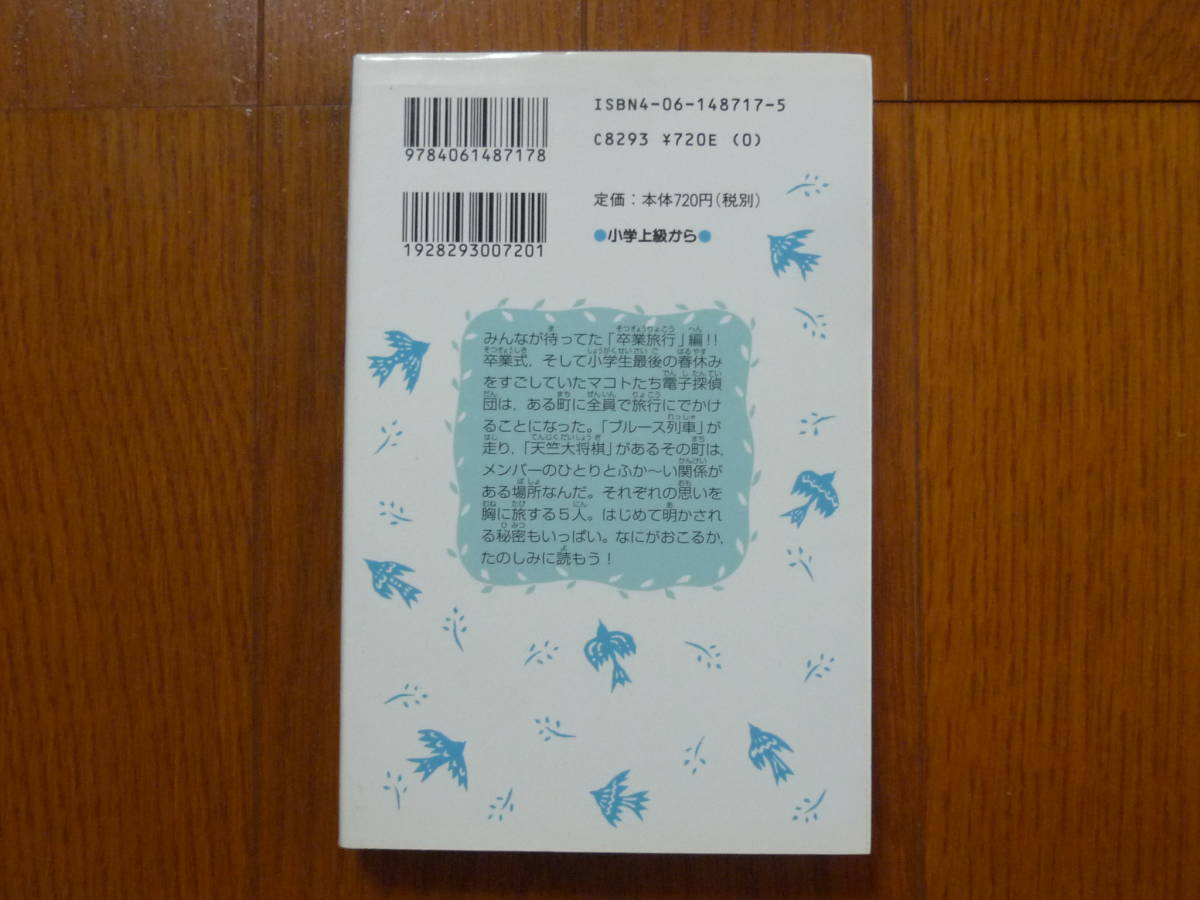 ISBN4-06-148717-5
9784061487178
C8293 ¥720E (0)
定価：本体720円(税別)
1928293007201
●小学上級から●
みんなが待ってた「卒業旅行」編!!
卒業式，そして小学生最後の春休み
をすごしていたマコトたち電子探偵
団は，ある町に全員で旅行にでかけ
ることになった。「ブルース列車」が
走り，「天竺大将棋」があるその町は，
メンバーのひとりとふか〜い関係が
ある場所なんだ。それぞれの思いを
胸に旅する5人。はじめて明かされ
る秘密もいっぱい。なにがおこるか，
たのしみに読もう！